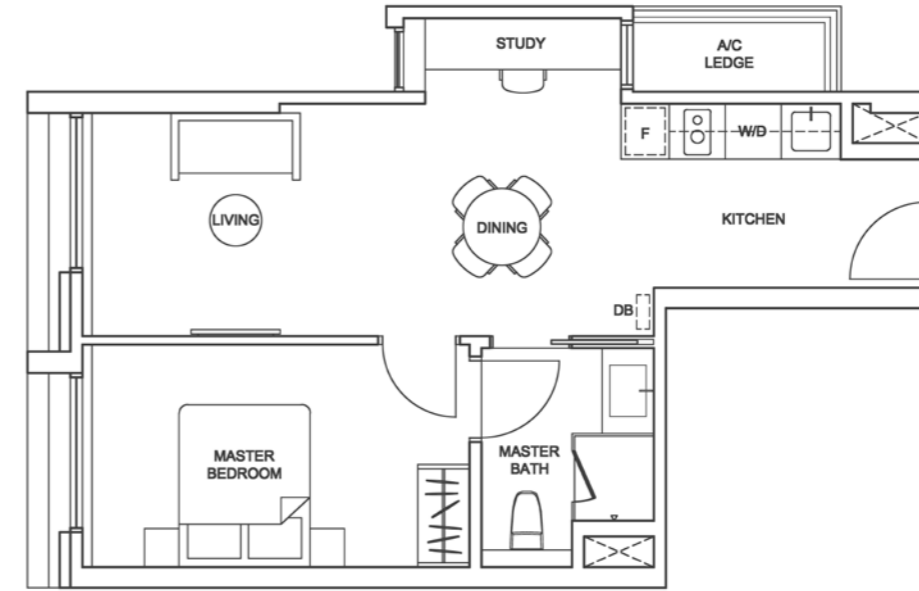 STUDY
A/C
LEDGE
F
W/D
LIVING
DINING
KITCHEN
DB
MASTER
BEDROOM
MASTER
BATH